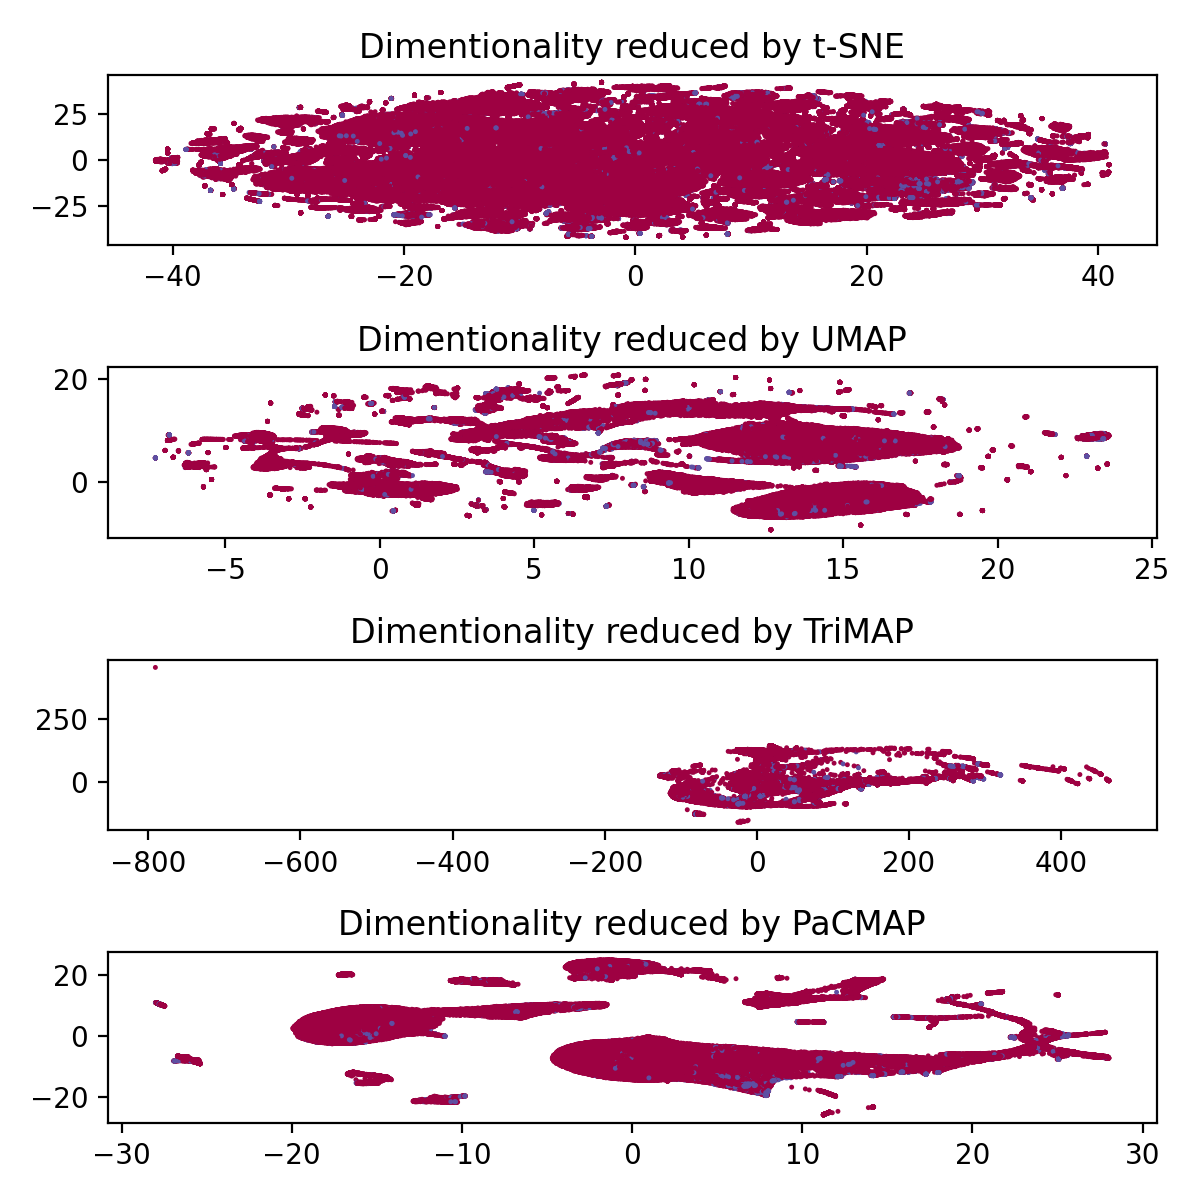 Dimentionality reduced by t-SNE
25
0
−25
−40 −20 0 20 40
Dimentionality reduced by UMAP
20
0
−5 0 5 10 15 20 25
Dimentionality reduced by TriMAP
250
0
−800 −600 −400 −200 0 200 400
Dimentionality reduced by PaCMAP
20
0
−20
−30 −20 −10 0 10 20 30